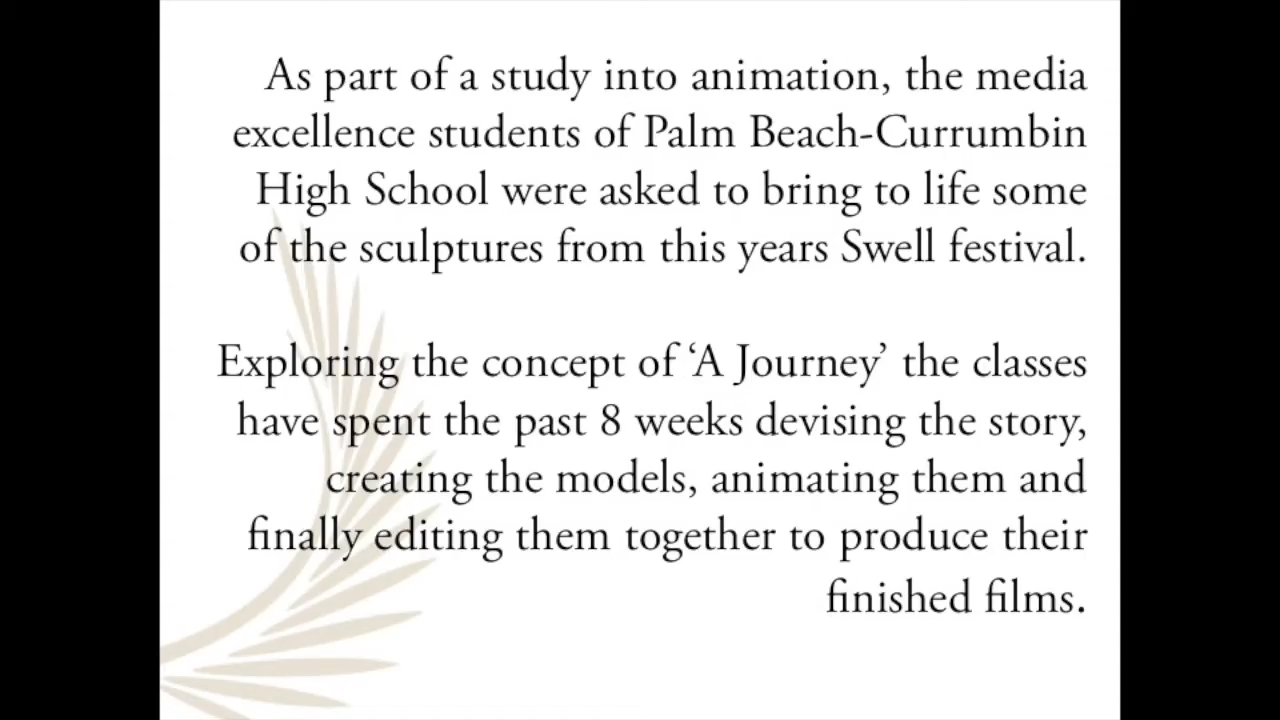 As part of a study into animation, the media
excellence students of Palm Beach-Currumbin
High School were asked to bring to life some
of the sculptures from this years Swell festival.
Exploring the concept of ‘A Journey’ the classes
have spent the past 8 weeks devising the story,
creating the models, animating them and
finally editing them together to produce their
finished films.